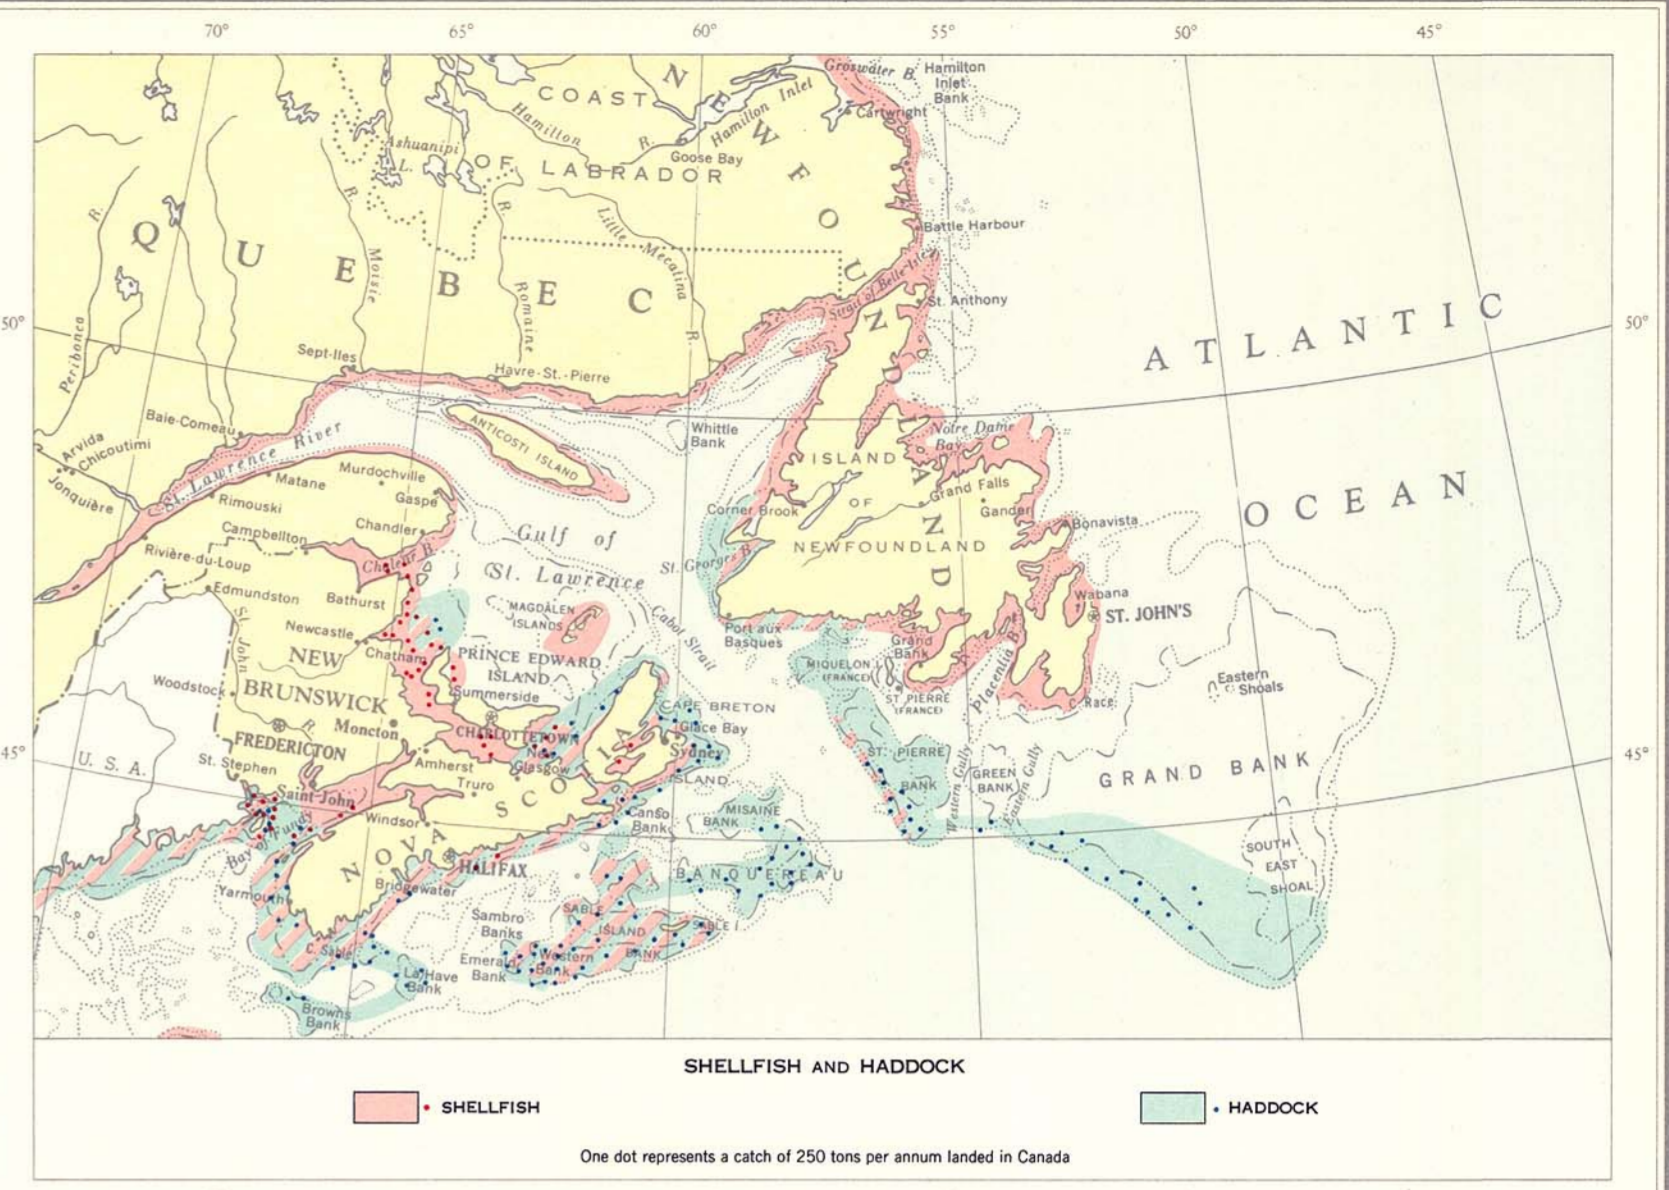 70° 65° 60° 55° 50° 45°
Groswater B.
Hamilton
Inlet
Bank
COAST
OF LABRADOR
NEWFOUNDLAND
Hamilton R.
Hamilton Inlet
Cartwright
Ashuanipi
L.
Goose Bay
R.
R.
R.
Little Mecatina
R.
Battle Harbour
QUEBEC
Moisie
Romaine
Peribonca
Strait of Belle-Isle
St. Anthony
50°
50°
ATLANTIC
OCEAN
Sept-Iles
Havre-St.-Pierre
Baie-Comeau
St. Lawrence River
ANTICOSTI ISLAND
Whittle
Bank
Notre Dame
Bay
Arvida
Chicoutimi
Jonquière
Murdochville
Matane
Gaspé
Rimouski
Chandler
Campbellton
Rivière-du-Loup
Chaleur B.
ISLAND
OF
NEWFOUNDLAND
Grand Falls
Gander
Corner Brook
Bonavista
Gulf of
St. Lawrence
St. Georges B.
Edmundston
Bathurst
St. John
R.
MAGDALEN
ISLANDS
Cabot Strait
Wabana
ST. JOHN'S
Newcastle
Chatham
Port aux
Basques
Grand
Bank
MIQUELON I.
(FRANCE)
ST. PIERRE
(FRANCE)
Placentia B.
C. Race
NEW
BRUNSWICK
Woodstock
PRINCE EDWARD
ISLAND
Summerside
CHARLOTTETOWN
Eastern
Shoals
CAPE BRETON
ISLAND
Glace Bay
Sydney
Moncton
FREDERICTON
New
Glasgow
45°
45°
U. S. A.
St. Stephen
Amherst
Truro
Saint John
ST. PIERRE
BANK
Western Gully
GREEN
BANK
Eastern Gully
GRAND BANK
NOVA SCOTIA
Windsor
Bay of Fundy
Canso
Bank
MISAINE
BANK
SOUTH
EAST
SHOAL
HALIFAX
BANQUEREAU
Bridgewater
Yarmouth
Sambro
Banks
SABLE
ISLAND
BANK
SABLE I.
C. Sable
Emerald
Bank
Western
Bank
La Have
Bank
Browns
Bank
SHELLFISH AND HADDOCK
SHELLFISH
HADDOCK
One dot represents a catch of 250 tons per annum landed in Canada